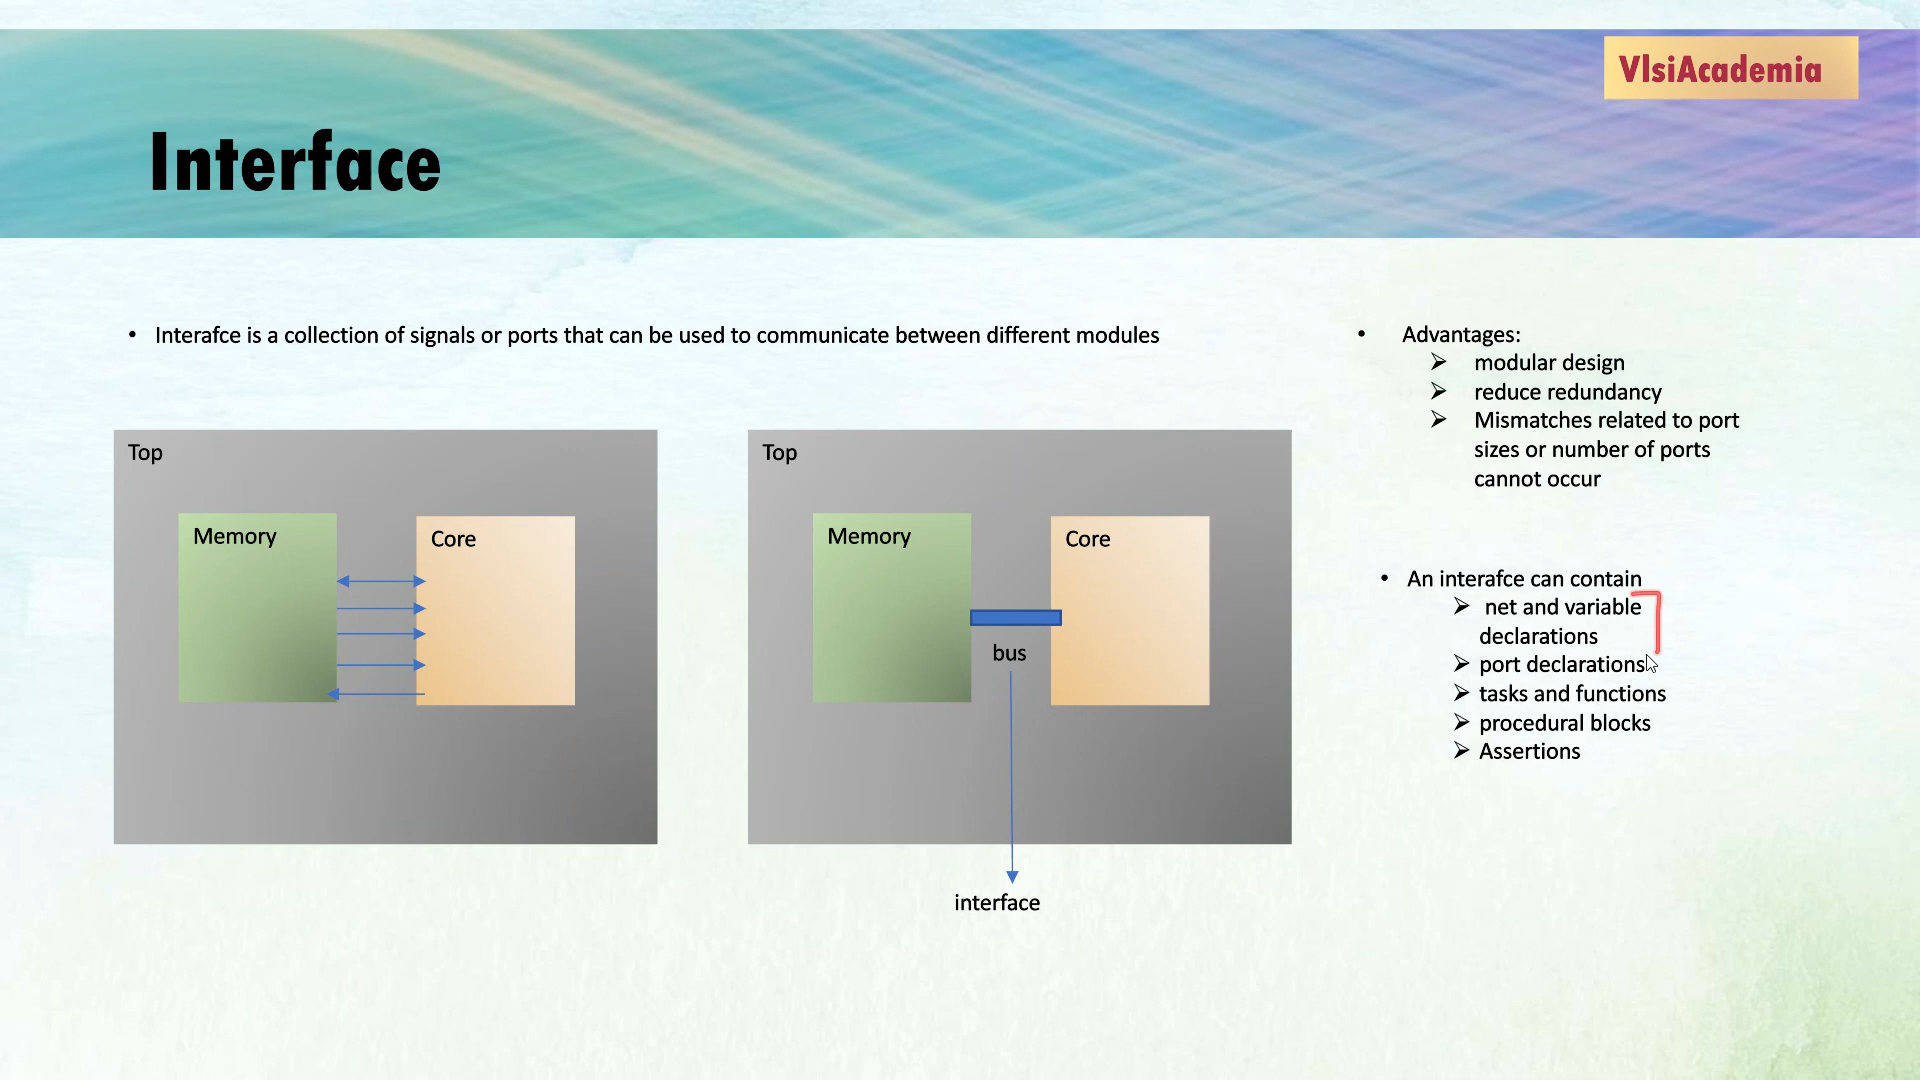 VlsiAcademia
Interface
• Interafce is a collection of signals or ports that can be used to communicate between different modules
Top
Memory
Core
Top
Memory
Core
bus
interface
• Advantages:
➢ modular design
➢ reduce redundancy
➢ Mismatches related to port
sizes or number of ports
cannot occur
• An interafce can contain
➢ net and variable
declarations
➢ port declarations
➢ tasks and functions
➢ procedural blocks
➢ Assertions